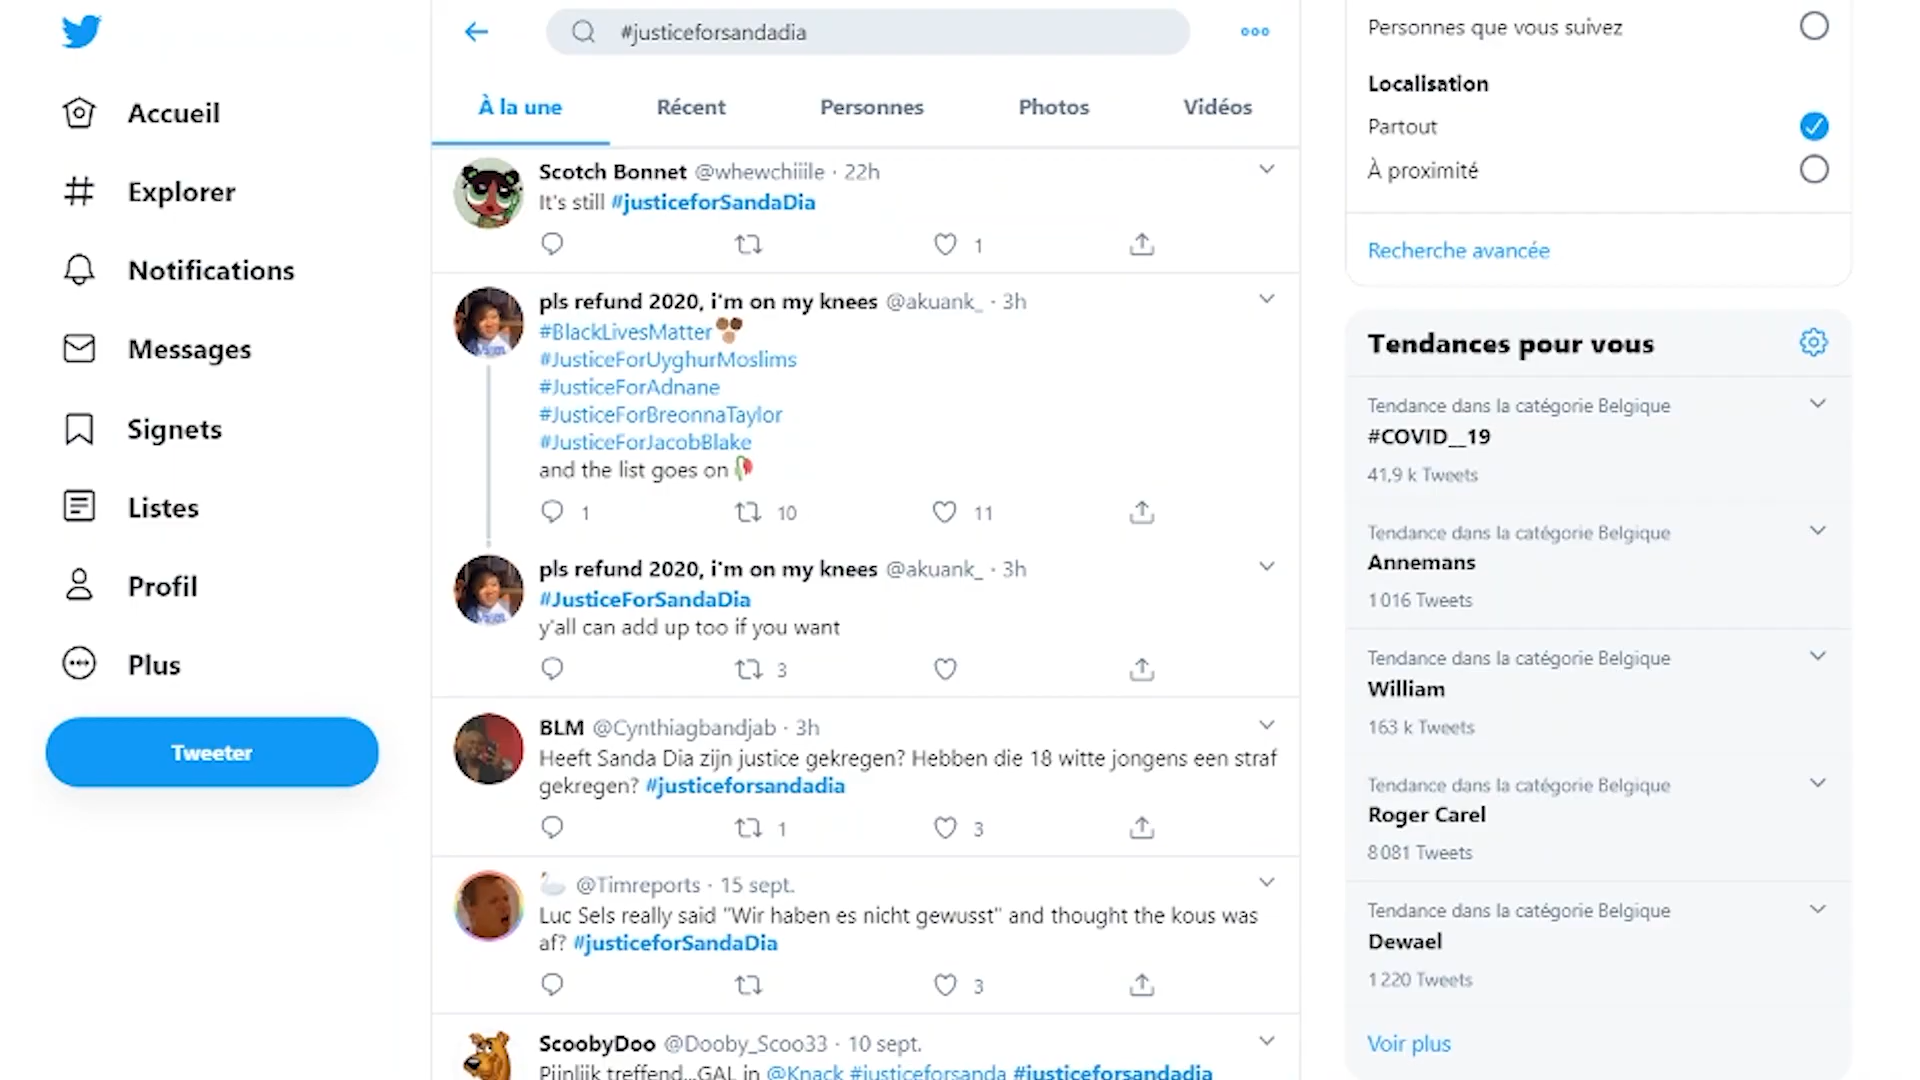 Accueil
Explorer
Notifications
Messages
Signets
Listes
Profil
Plus
Tweeter
#justiceforsandadia
À la une
Récent
Personnes
Photos
Vidéos
Scotch Bonnet @whewchiiile · 22h
It's still #justiceforSandaDia
1
pls refund 2020, i'm on my knees @akuank_ · 3h
#BlackLivesMatter
#JusticeForUyghurMoslims
#JusticeForAdnane
#JusticeForBreonnaTaylor
#JusticeForJacobBlake
and the list goes on
1 10 11
pls refund 2020, i'm on my knees @akuank_ · 3h
#JusticeForSandaDia
y'all can add up too if you want
3
BLM @Cynthiagbandjab · 3h
Heeft Sanda Dia zijn justice gekregen? Hebben die 18 witte jongens een straf
gekregen? #justiceforsandadia
1 3
@Timreports · 15 sept.
Luc Sels really said "Wir haben es nicht gewusst" and thought the kous was
af? #justiceforSandaDia
3
ScoobyDoo @Dooby_Scoo33 · 10 sept.
Pijnlijk treffend...GAL in @Knack #justiceforsanda #justiceforsandadia
Personnes que vous suivez
Localisation
Partout
À proximité
Recherche avancée
Tendances pour vous
Tendance dans la catégorie Belgique
#COVID__19
41,9 k Tweets
Tendance dans la catégorie Belgique
Annemans
1 016 Tweets
Tendance dans la catégorie Belgique
William
163 k Tweets
Tendance dans la catégorie Belgique
Roger Carel
8 081 Tweets
Tendance dans la catégorie Belgique
Dewael
1 220 Tweets
Voir plus